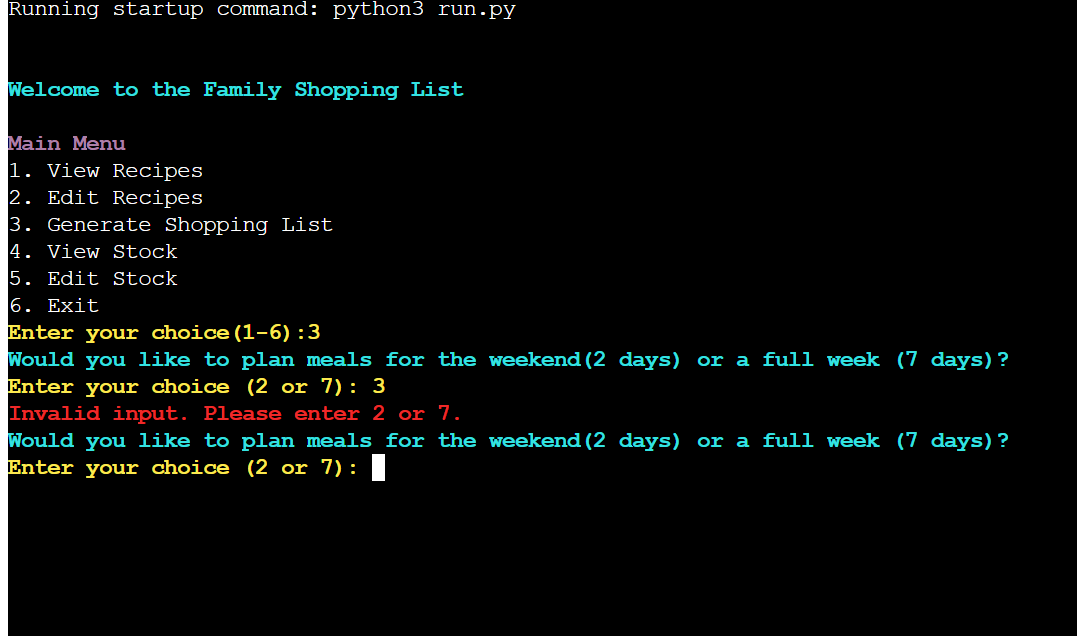 Running startup command: python3 run.py
Welcome to the Family Shopping List
Main Menu
1. View Recipes
2. Edit Recipes
3. Generate Shopping List
4. View Stock
5. Edit Stock
6. Exit
Enter your choice(1-6):3
Would you like to plan meals for the weekend(2 days) or a full week (7 days)?
Enter your choice (2 or 7): 3
Invalid input. Please enter 2 or 7.
Would you like to plan meals for the weekend(2 days) or a full week (7 days)?
Enter your choice (2 or 7):